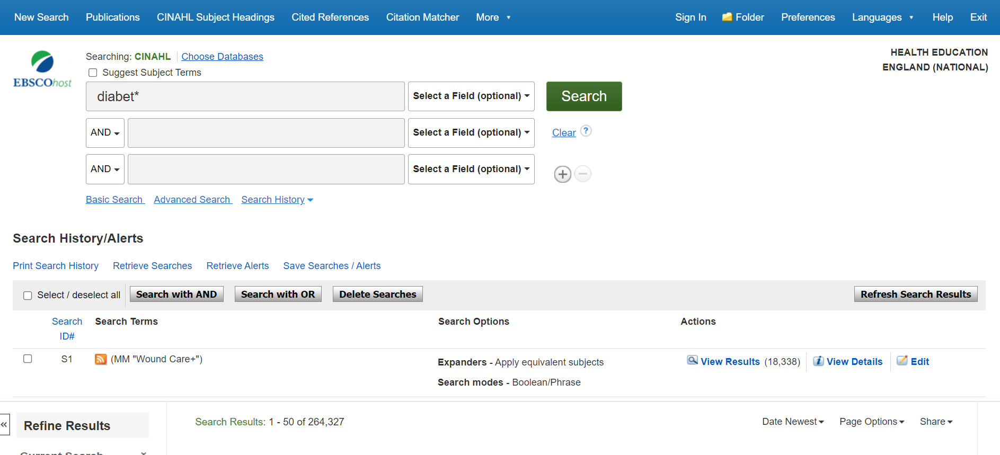 New Search Publications CINAHL Subject Headings Cited References Citation Matcher More Sign In Folder Preferences Languages Help Exit
EBSCOhost
Searching: CINAHL Choose Databases
HEALTH EDUCATION
ENGLAND (NATIONAL)
Suggest Subject Terms
diabet* Select a Field (optional) Search
AND Select a Field (optional) Clear ?
AND Select a Field (optional)
Basic Search Advanced Search Search History
Search History/Alerts
Print Search History Retrieve Searches Retrieve Alerts Save Searches / Alerts
Select / deselect all Search with AND Search with OR Delete Searches Refresh Search Results
Search ID# Search Terms Search Options Actions
S1 (MM "Wound Care+") Expanders - Apply equivalent subjects View Results (18,338) View Details Edit
Search modes - Boolean/Phrase
Refine Results Search Results: 1 - 50 of 264,327 Date Newest Page Options Share
Current Search